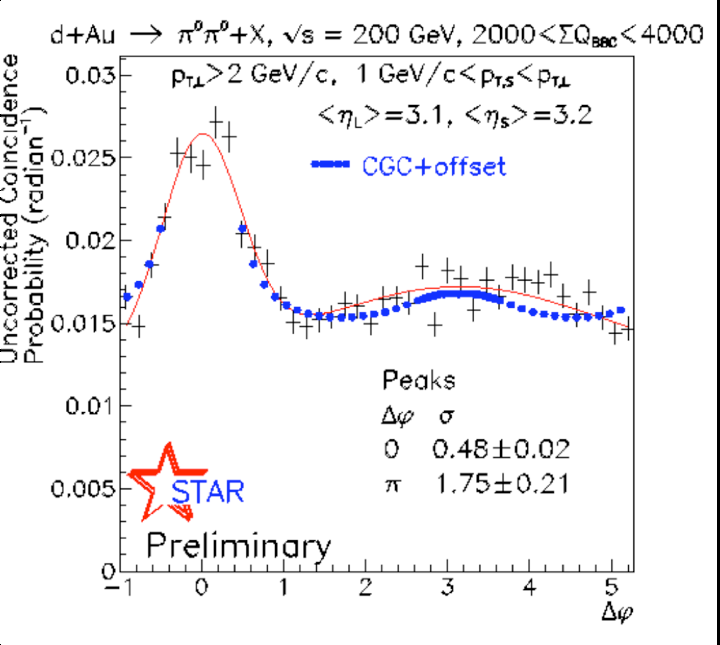 d+Au → π⁰π⁰+X, √s = 200 GeV, 2000<ΣQ_BBC<4000
p_T,L>2 GeV/c, 1 GeV/c<p_T,S<p_T,L
<η_L>=3.1, <η_S>=3.2
CGC+offset
Uncorrected Coincidence
Probability (radian⁻¹)
0.03
0.025
0.02
0.015
0.01
0.005
0
Peaks
Δφ σ
0 0.48±0.02
π 1.75±0.21
STAR
Preliminary
−1 0 1 2 3 4 5
Δφ